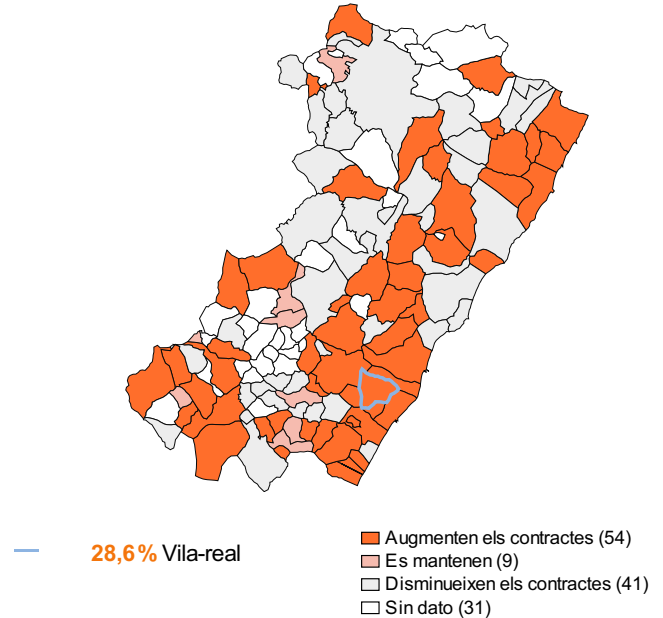 28,6% Vila-real
Augmenten els contractes (54)
Es mantenen (9)
Disminueixen els contractes (41)
Sin dato (31)